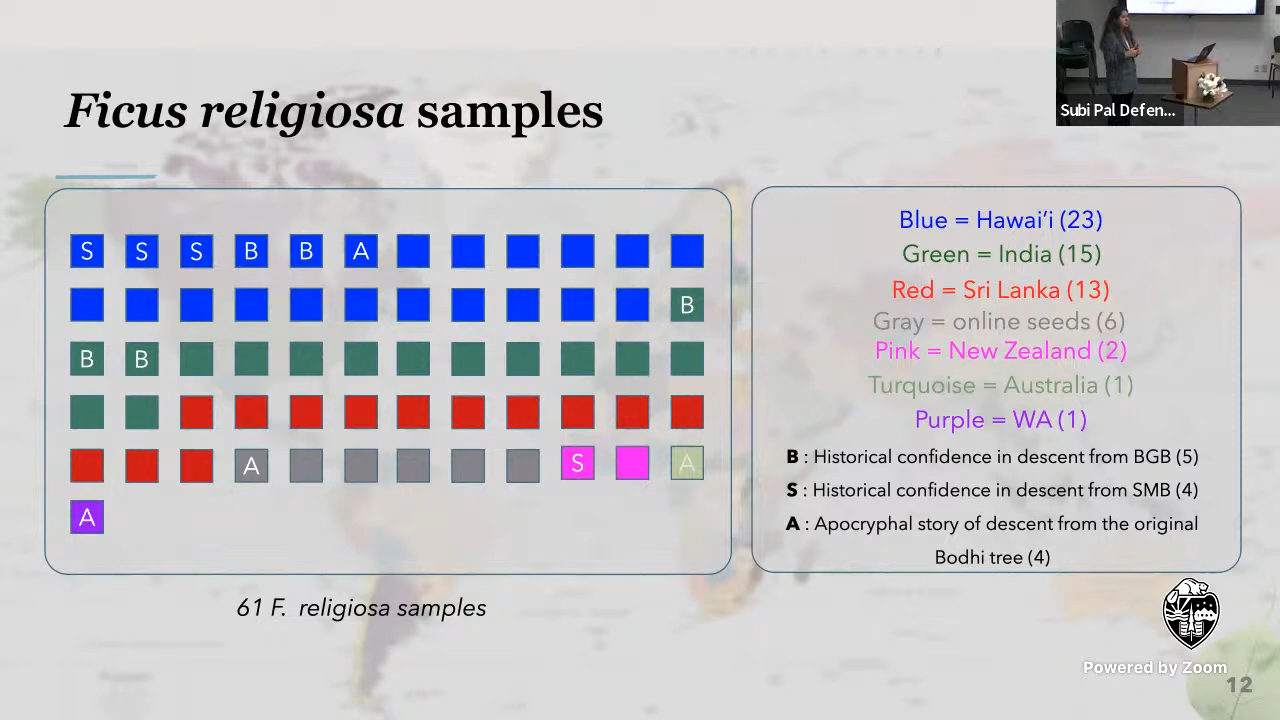 Subi Pal Defen...
Ficus religiosa samples
S S S B B A
B
B B
A S A
A
Blue = Hawai‘i (23)
Green = India (15)
Red = Sri Lanka (13)
Gray = online seeds (6)
Pink = New Zealand (2)
Turquoise = Australia (1)
Purple = WA (1)
B : Historical confidence in descent from BGB (5)
S : Historical confidence in descent from SMB (4)
A : Apocryphal story of descent from the original
Bodhi tree (4)
61 F. religiosa samples
Powered by Zoom
12